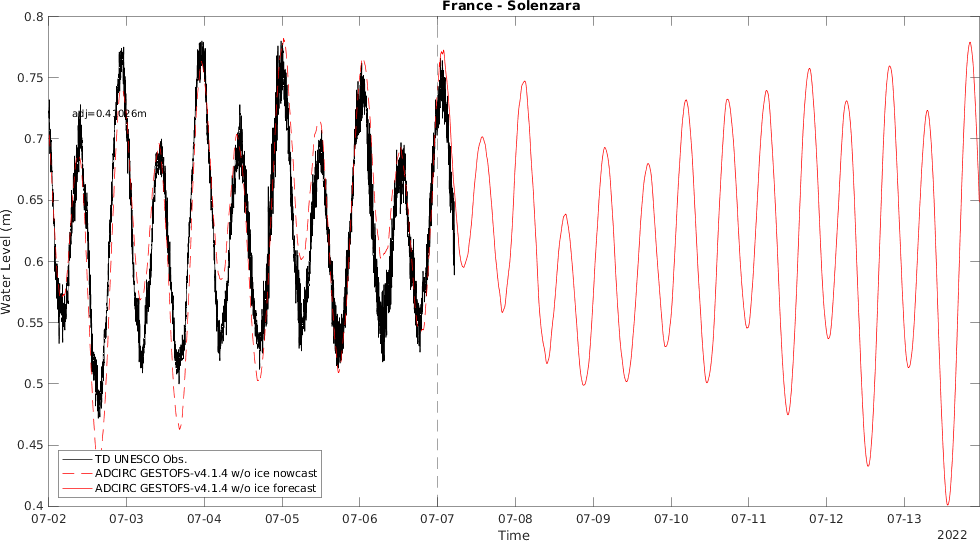 France - Solenzara
0.8
0.75
0.7
0.65
0.6
0.55
0.5
0.45
0.4
Water Level (m)
adj=0.41026m
TD UNESCO Obs.
ADCIRC GESTOFS-v4.1.4 w/o ice nowcast
ADCIRC GESTOFS-v4.1.4 w/o ice forecast
07-02 07-03 07-04 07-05 07-06 07-07 07-08 07-09 07-10 07-11 07-12 07-13
Time
2022